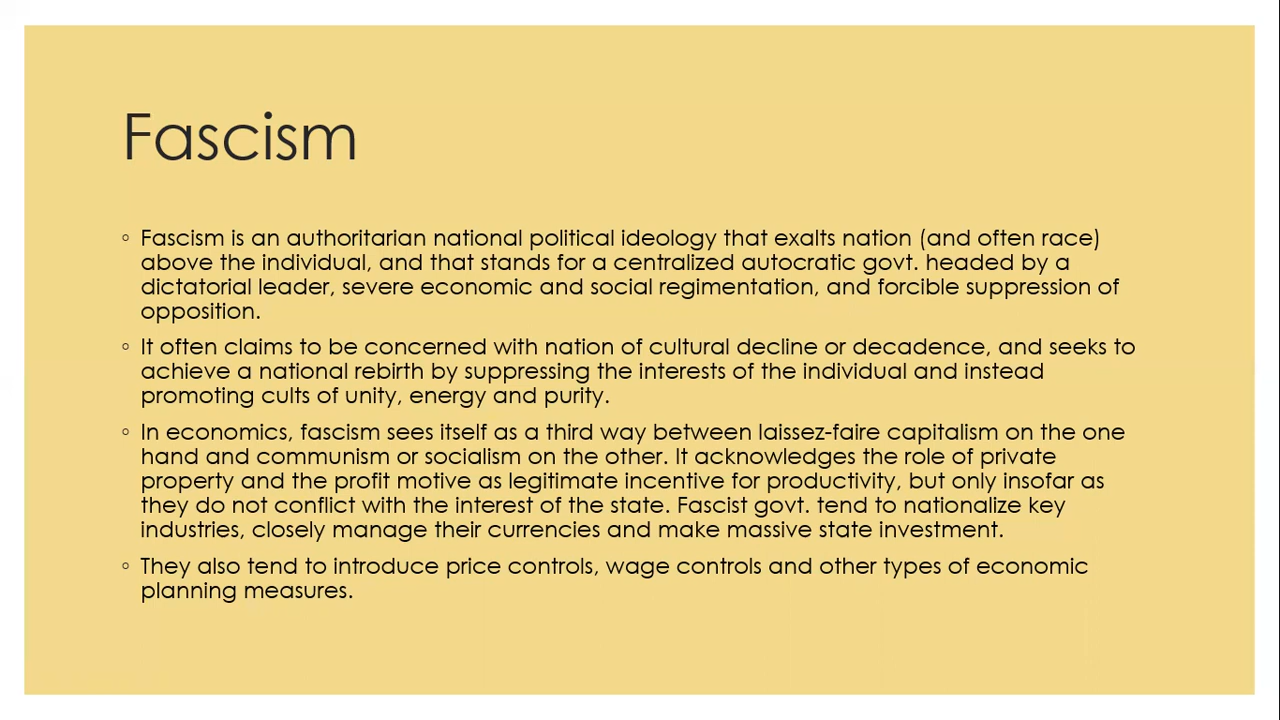 Fascism
◦ Fascism is an authoritarian national political ideology that exalts nation (and often race)
above the individual, and that stands for a centralized autocratic govt. headed by a
dictatorial leader, severe economic and social regimentation, and forcible suppression of
opposition.
◦ It often claims to be concerned with nation of cultural decline or decadence, and seeks to
achieve a national rebirth by suppressing the interests of the individual and instead
promoting cults of unity, energy and purity.
◦ In economics, fascism sees itself as a third way between laissez-faire capitalism on the one
hand and communism or socialism on the other. It acknowledges the role of private
property and the profit motive as legitimate incentive for productivity, but only insofar as
they do not conflict with the interest of the state. Fascist govt. tend to nationalize key
industries, closely manage their currencies and make massive state investment.
◦ They also tend to introduce price controls, wage controls and other types of economic
planning measures.